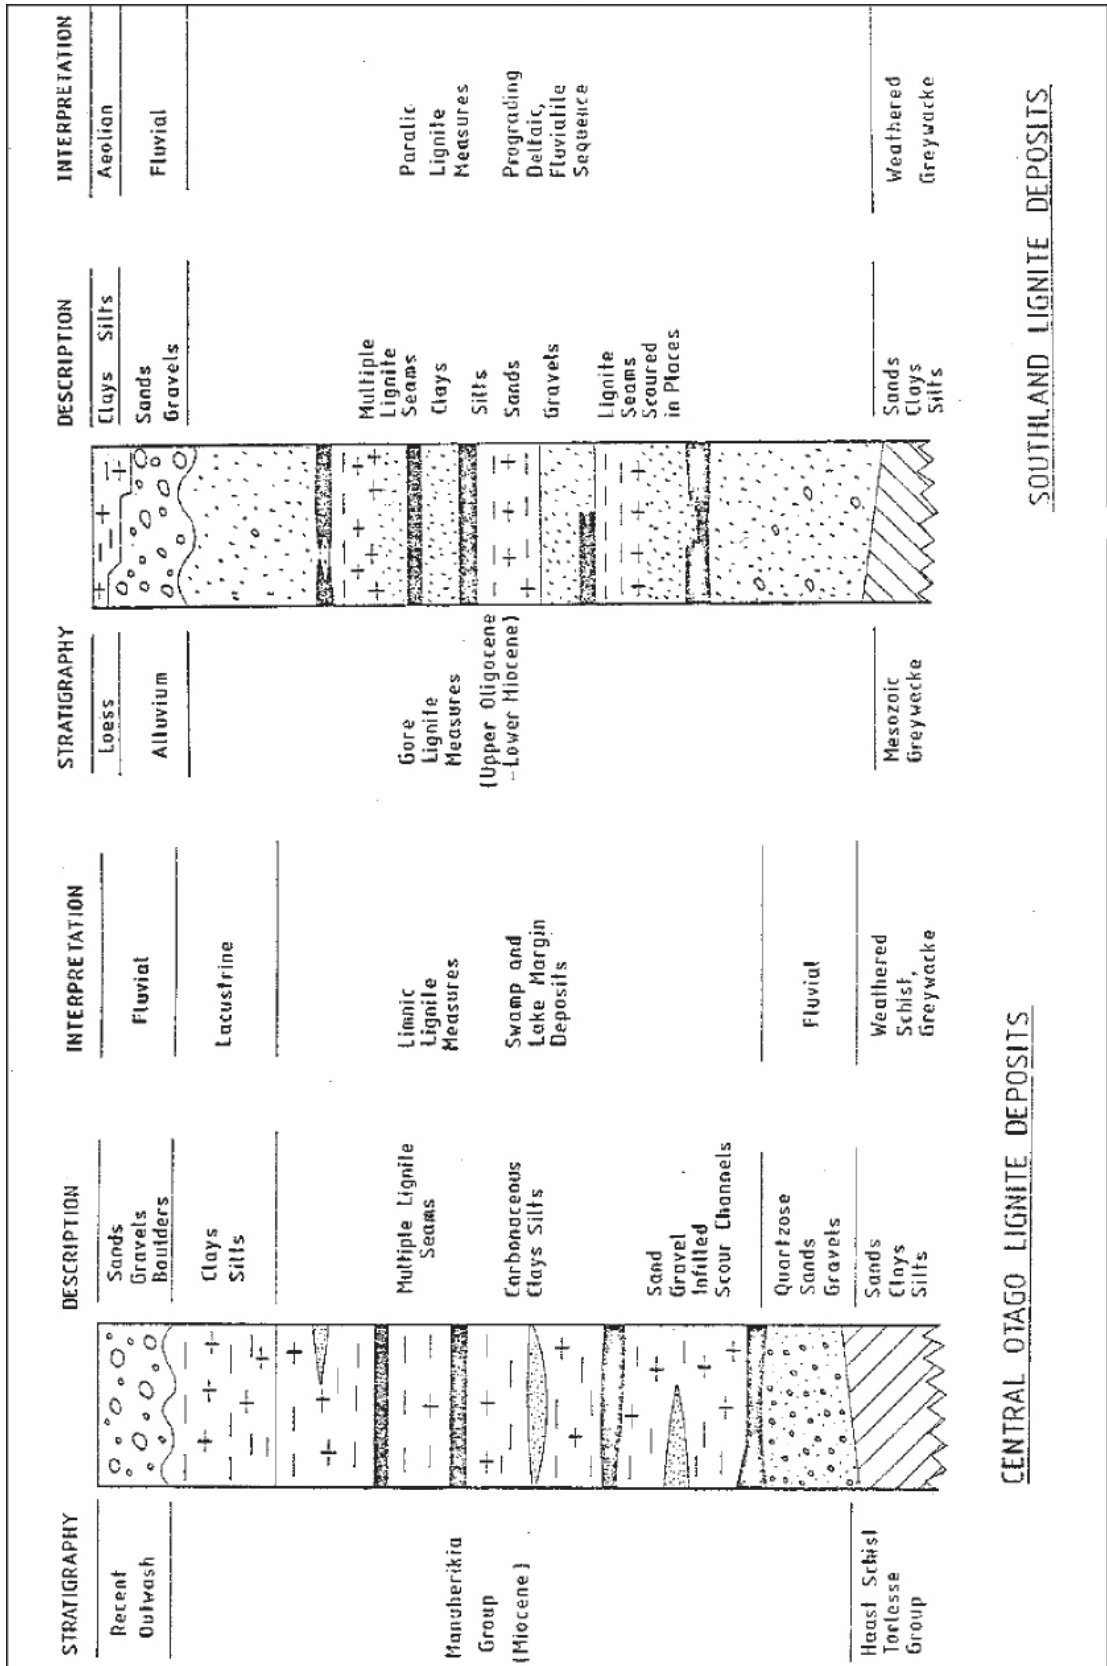 STRATIGRAPHY
DESCRIPTION
INTERPRETATION
Recent
Outwash
Sands
Gravels
Boulders
Fluvial
Clays
Silts
Lacustrine
Manuherikia
Group
(Miocene)
Multiple Lignite
Seams
Carbonaceous
Clays Silts
Sand
Gravel
Infilled
Scour Channels
Limnic
Lignite
Measures
Swamp and
Lake Margin
Deposits
Quartzose
Sands
Gravels
Fluvial
Haast Schist
Torlesse
Group
Sands
Clays
Silts
Weathered
Schist,
Greywacke
CENTRAL OTAGO LIGNITE DEPOSITS
STRATIGRAPHY
DESCRIPTION
INTERPRETATION
Loess
Clays Silts
Aeolian
Alluvium
Sands
Gravels
Fluvial
Gore
Lignite
Measures
(Upper Oligocene
-Lower Miocene)
Multiple
Lignite
Seams
Clays
Silts
Sands
Gravels
Lignite
Seams
Scoured
in Places
Paralic
Lignite
Measures
Prograding
Deltaic,
Fluviatile
Sequence
Mesozoic
Greywacke
Sands
Clays
Silts
Weathered
Greywacke
SOUTHLAND LIGNITE DEPOSITS